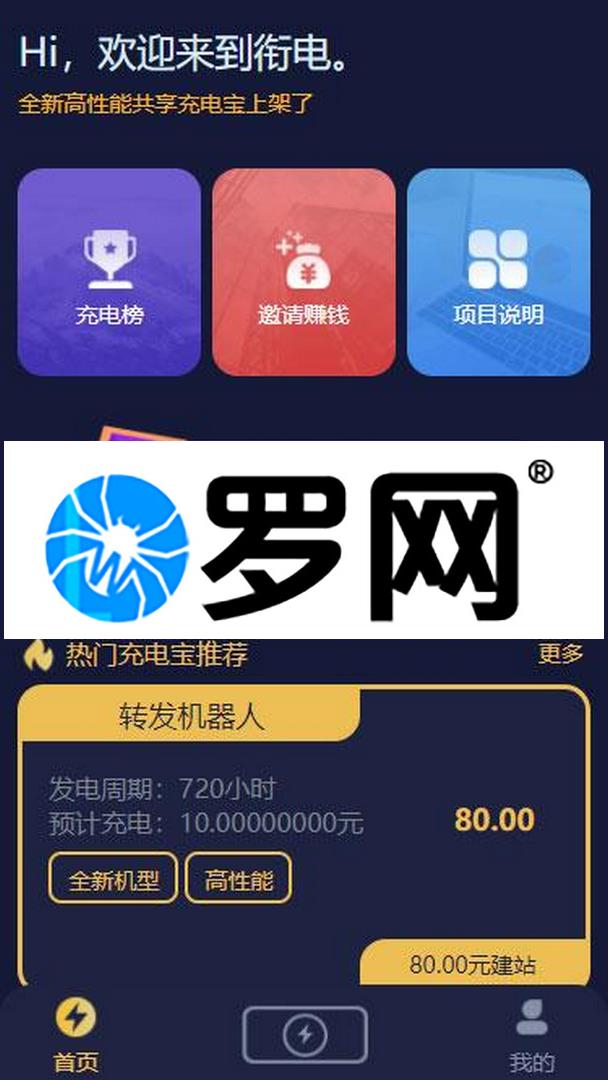 Hi，欢迎来到衔电。
全新高性能共享充电宝上架了
充电榜
邀请赚钱
项目说明
罗网®
热门充电宝推荐
更多
转发机器人
发电周期：720小时
预计充电：10.00000000元
80.00
全新机型
高性能
80.00元建站
首页
我的